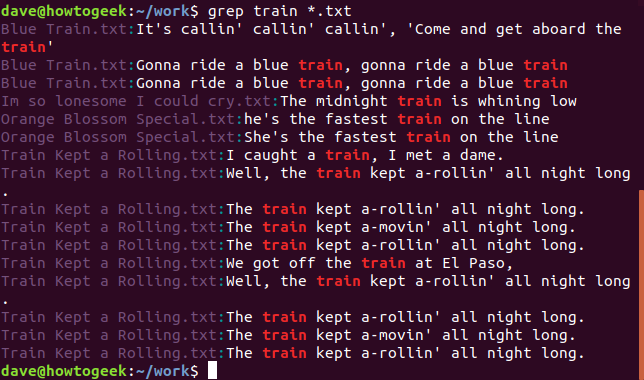 dave@howtogeek:~/work$ grep train *.txt
Blue Train.txt:It's callin' callin' callin', 'Come and get aboard the
train'
Blue Train.txt:Gonna ride a blue train, gonna ride a blue train
Blue Train.txt:Gonna ride a blue train, gonna ride a blue train
Im so lonesome I could cry.txt:The midnight train is whining low
Orange Blossom Special.txt:he's the fastest train on the line
Orange Blossom Special.txt:She's the fastest train on the line
Train Kept a Rolling.txt:I caught a train, I met a dame.
Train Kept a Rolling.txt:Well, the train kept a-rollin' all night long
.
Train Kept a Rolling.txt:The train kept a-rollin' all night long.
Train Kept a Rolling.txt:The train kept a-movin' all night long.
Train Kept a Rolling.txt:The train kept a-rollin' all night long.
Train Kept a Rolling.txt:We got off the train at El Paso,
Train Kept a Rolling.txt:Well, the train kept a-rollin' all night long
.
Train Kept a Rolling.txt:The train kept a-rollin' all night long.
Train Kept a Rolling.txt:The train kept a-movin' all night long.
Train Kept a Rolling.txt:The train kept a-rollin' all night long.
dave@howtogeek:~/work$